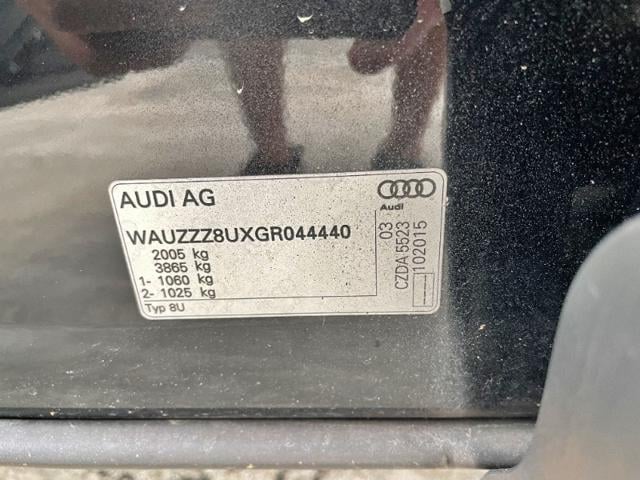 AUDI AG
Audi
WAUZZZ8UXGR044440
2005 kg
3865 kg
1- 1060 kg
2- 1025 kg
Typ 8U
03
CZDA 5523
102015